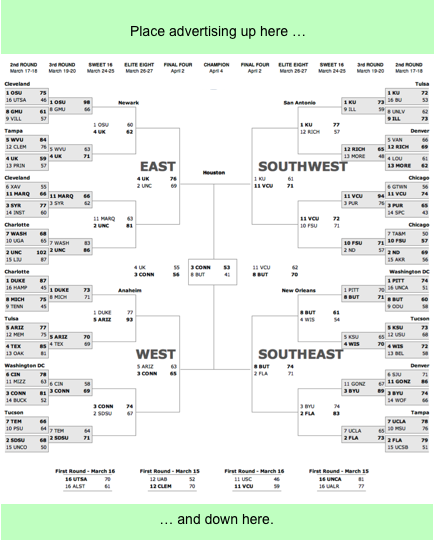 Place advertising up here …
2ND ROUND 3RD ROUND SWEET 16 ELITE EIGHT FINAL FOUR CHAMPION FINAL FOUR ELITE EIGHT SWEET 16 3RD ROUND 2ND ROUND
March 17-18 March 19-20 March 24-25 March 26-27 April 2 April 4 April 2 March 26-27 March 24-25 March 19-20 March 17-18
Cleveland Tulsa
1 OSU 75 1 KU 72
16 UTSA 46 1 OSU 98 Newark San Antonio 1 KU 73 16 BU 53
8 GMU 61 8 GMU 66 9 ILL 59 8 UNLV 62
9 VILL 57 9 ILL 73
Tampa 1 OSU 60 1 KU 77 Denver
5 WVU 84 4 UK 62 12 RICH 57 5 VAN 66
12 CLEM 76 5 WVU 63 12 RICH 65 12 RICH 69
4 UK 59 4 UK 71 13 MORE 48 4 LOU 61
13 PRIN 57 EAST SOUTHWEST 13 MORE 62
Cleveland 4 UK 76 Houston 1 KU 61 Chicago
6 XAV 55 2 UNC 69 11 VCU 71 6 GTWN 56
11 MARQ 66 11 MARQ 66 11 VCU 94 11 VCU 74
3 SYR 77 3 SYR 62 3 PUR 76 3 PUR 65
14 INST 60 14 SPC 43
Charlotte 11 MARQ 63 11 VCU 72 Chicago
7 WASH 68 2 UNC 81 10 FSU 71 7 TA&M 50
10 UGA 65 7 WASH 83 10 FSU 71 10 FSU 57
2 UNC 102 2 UNC 86 2 ND 57 2 ND 69
15 LIU 87 15 AKR 56
Charlotte 4 UK 55 3 CONN 53 11 VCU 62 Washington DC
1 DUKE 87 3 CONN 56 8 BUT 41 8 BUT 70 1 PITT 74
16 HAMP 45 1 DUKE 73 Anaheim New Orleans 1 PITT 70 16 UNCA 51
8 MICH 75 8 MICH 71 8 BUT 71 8 BUT 60
9 TENN 45 9 ODU 58
Tulsa 1 DUKE 77 8 BUT 61 Tucson
5 ARIZ 77 5 ARIZ 93 4 WIS 54 5 KSU 73
12 MEM 75 5 ARIZ 70 5 KSU 65 12 USU 68
4 TEX 85 4 TEX 69 4 WIS 70 4 WIS 72
13 OAK 81 WEST SOUTHEAST 13 BEL 58
Washington DC 5 ARIZ 63 8 BUT 74 Denver
6 CIN 78 3 CONN 65 2 FLA 71 6 SJU 71
11 MIZZ 63 6 CIN 58 11 GONZ 67 11 GONZ 86
3 CONN 81 3 CONN 69 3 BYU 89 3 BYU 74
14 BUCK 52 14 WOF 66
Tucson 3 CONN 74 3 BYU 74 Tampa
7 TEM 66 2 SDSU 67 2 FLA 83 7 UCLA 78
10 PSU 64 7 TEM 64 7 UCLA 65 10 MSU 76
2 SDSU 68 2 SDSU 71 2 FLA 73 2 FLA 79
15 UNCO 50 15 UCSB 51
First Round - March 16 First Round - March 15 First Round - March 16 First Round - March 15
16 UTSA 70 12 UAB 52 11 USC 46 16 UNCA 81
16 ALST 61 12 CLEM 70 11 VCU 59 16 UALR 77
… and down here.